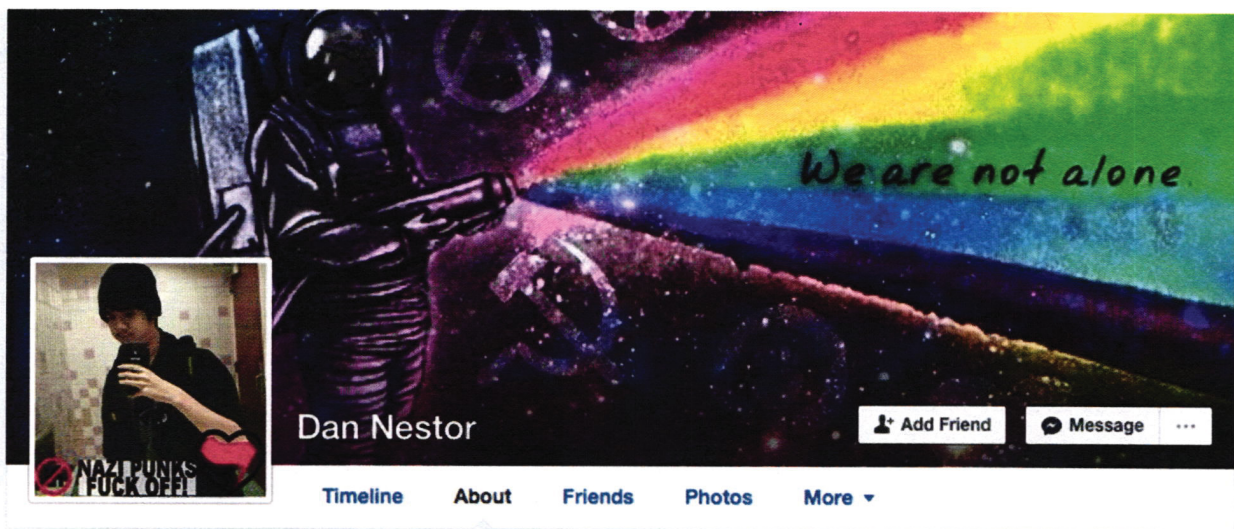 We are not alone
NAZI PUNKS
FUCK OFF!
Dan Nestor
Add Friend
Message
...
Timeline
About
Friends
Photos
More